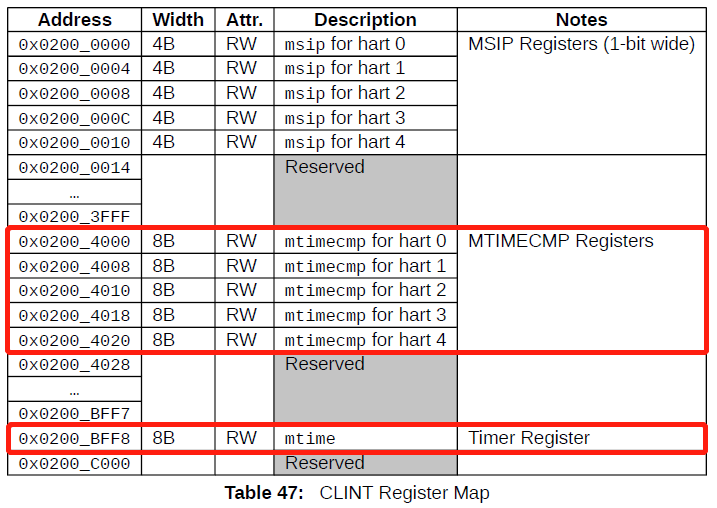 Address Width Attr. Description Notes
0x0200_0000 4B RW msip for hart 0 MSIP Registers (1-bit wide)
0x0200_0004 4B RW msip for hart 1
0x0200_0008 4B RW msip for hart 2
0x0200_000C 4B RW msip for hart 3
0x0200_0010 4B RW msip for hart 4
0x0200_0014 Reserved
…
0x0200_3FFF
0x0200_4000 8B RW mtimecmp for hart 0 MTIMECMP Registers
0x0200_4008 8B RW mtimecmp for hart 1
0x0200_4010 8B RW mtimecmp for hart 2
0x0200_4018 8B RW mtimecmp for hart 3
0x0200_4020 8B RW mtimecmp for hart 4
0x0200_4028 Reserved
…
0x0200_BFF7
0x0200_BFF8 8B RW mtime Timer Register
0x0200_C000 Reserved
Table 47: CLINT Register Map